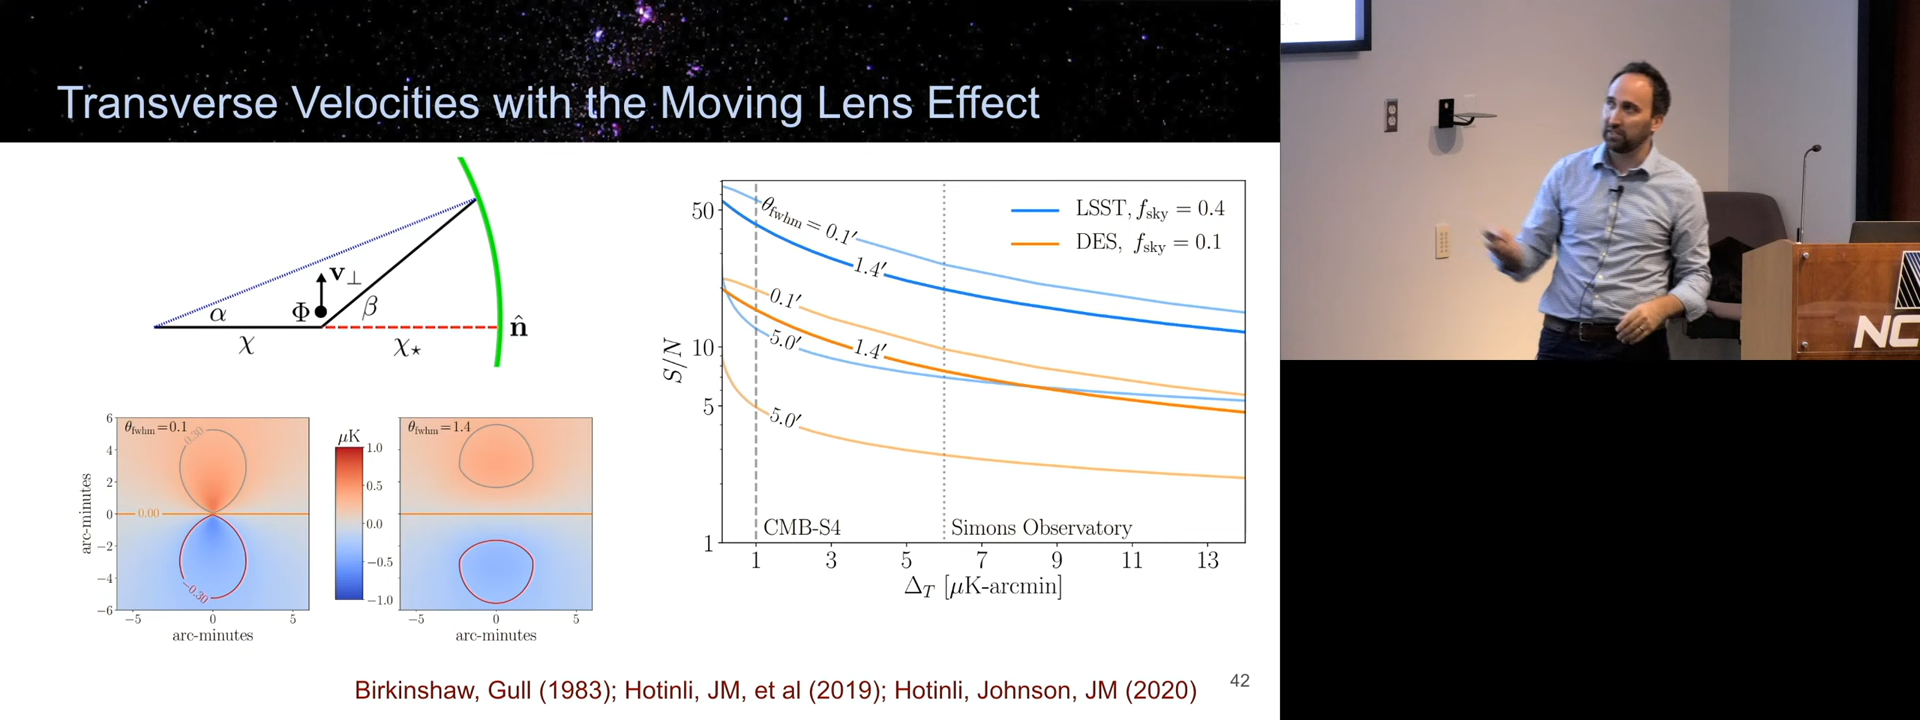 Transverse Velocities with the Moving Lens Effect
v⊥
α
Φ
β
n̂
χ
χ⋆
θfwhm=0.1
0.30
0.00
−0.30
6
4
2
0
−2
−4
−6
arc-minutes
−5
0
5
arc-minutes
μK
1.0
0.5
0.0
−0.5
−1.0
θfwhm=1.4
−5
0
5
arc-minutes
LSST, fsky = 0.4
DES, fsky = 0.1
θfwhm = 0.1′
1.4′
0.1′
5.0′
1.4′
5.0′
50
10
5
1
S/N
CMB-S4
Simons Observatory
1
3
5
7
9
11
13
ΔT [μK-arcmin]
Birkinshaw, Gull (1983); Hotinli, JM, et al (2019); Hotinli, Johnson, JM (2020)
42
NC